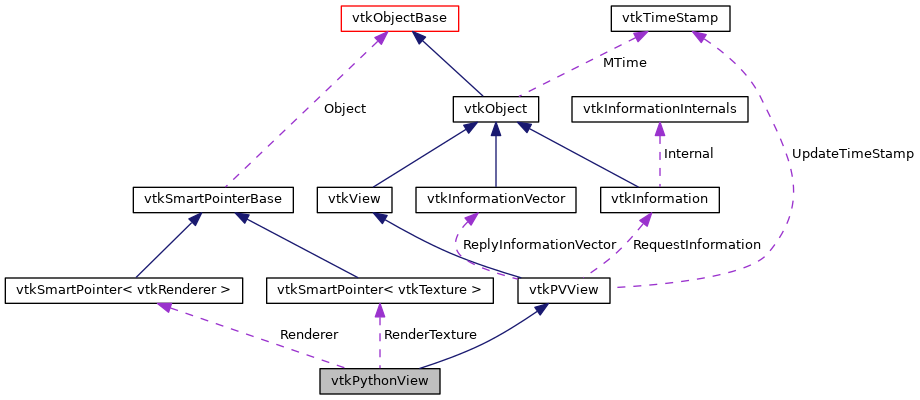 vtkObjectBase
vtkTimeStamp
MTime
Object
vtkObject
vtkInformationInternals
Internal
UpdateTimeStamp
vtkSmartPointerBase
vtkView
vtkInformationVector
vtkInformation
ReplyInformationVector
RequestInformation
vtkSmartPointer< vtkRenderer >
vtkSmartPointer< vtkTexture >
vtkPVView
Renderer
RenderTexture
vtkPythonView